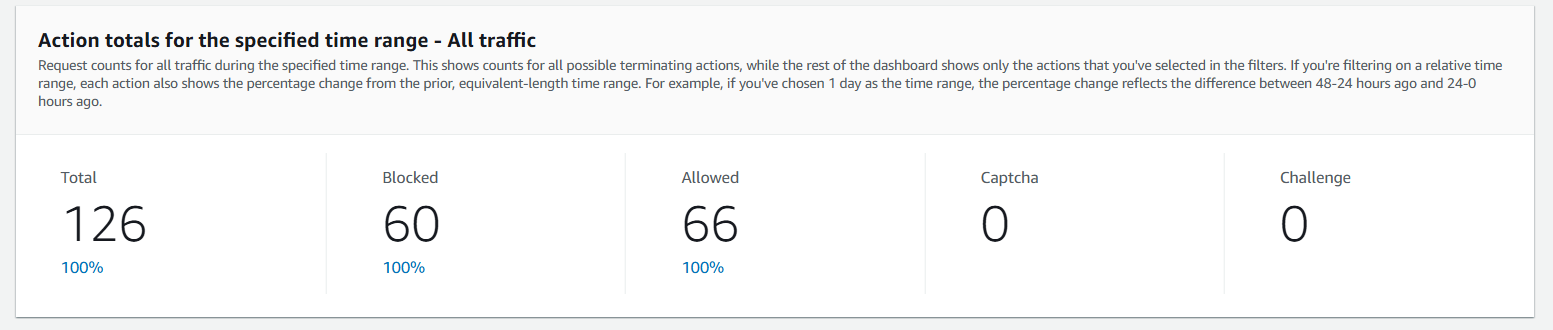 Action totals for the specified time range - All traffic
Request counts for all traffic during the specified time range. This shows counts for all possible terminating actions, while the rest of the dashboard shows only the actions that you've selected in the filters. If you're filtering on a relative time
range, each action also shows the percentage change from the prior, equivalent-length time range. For example, if you've chosen 1 day as the time range, the percentage change reflects the difference between 48-24 hours ago and 24-0
hours ago.
Total
126
100%
Blocked
60
100%
Allowed
66
100%
Captcha
0
Challenge
0